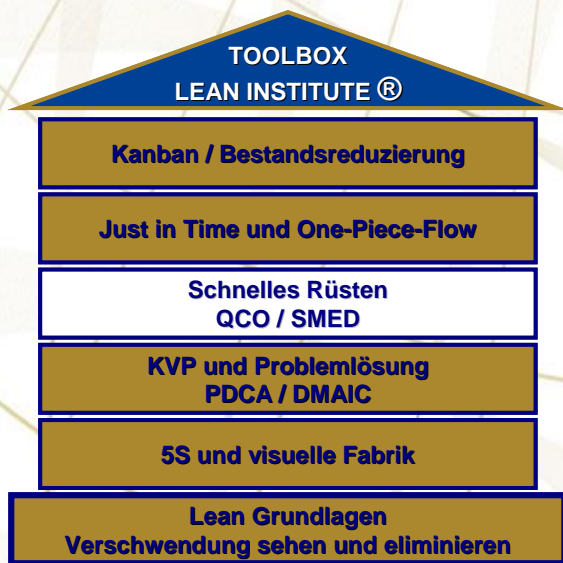 TOOLBOX
LEAN INSTITUTE ®
Kanban / Bestandsreduzierung
Just in Time und One-Piece-Flow
Schnelles Rüsten
QCO / SMED
KVP und Problemlösung
PDCA / DMAIC
5S und visuelle Fabrik
Lean Grundlagen
Verschwendung sehen und eliminieren